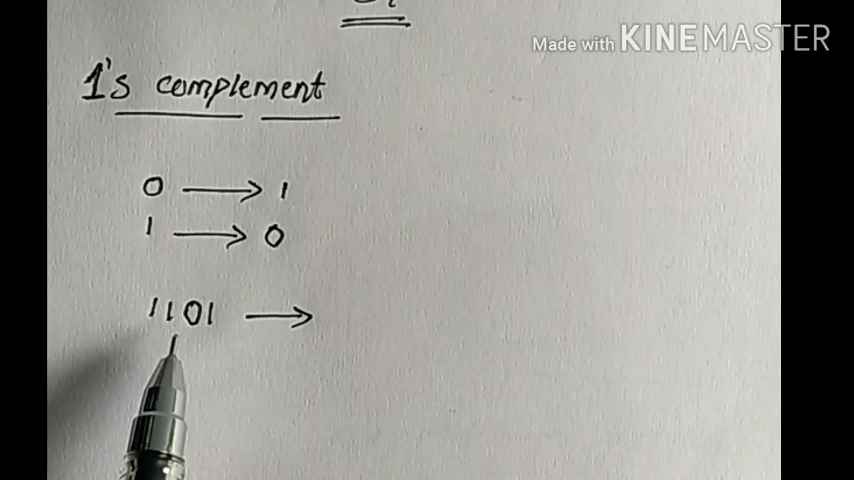 Made with KINEMASTER
1's complement
0 → 1
1 → 0
1101 →